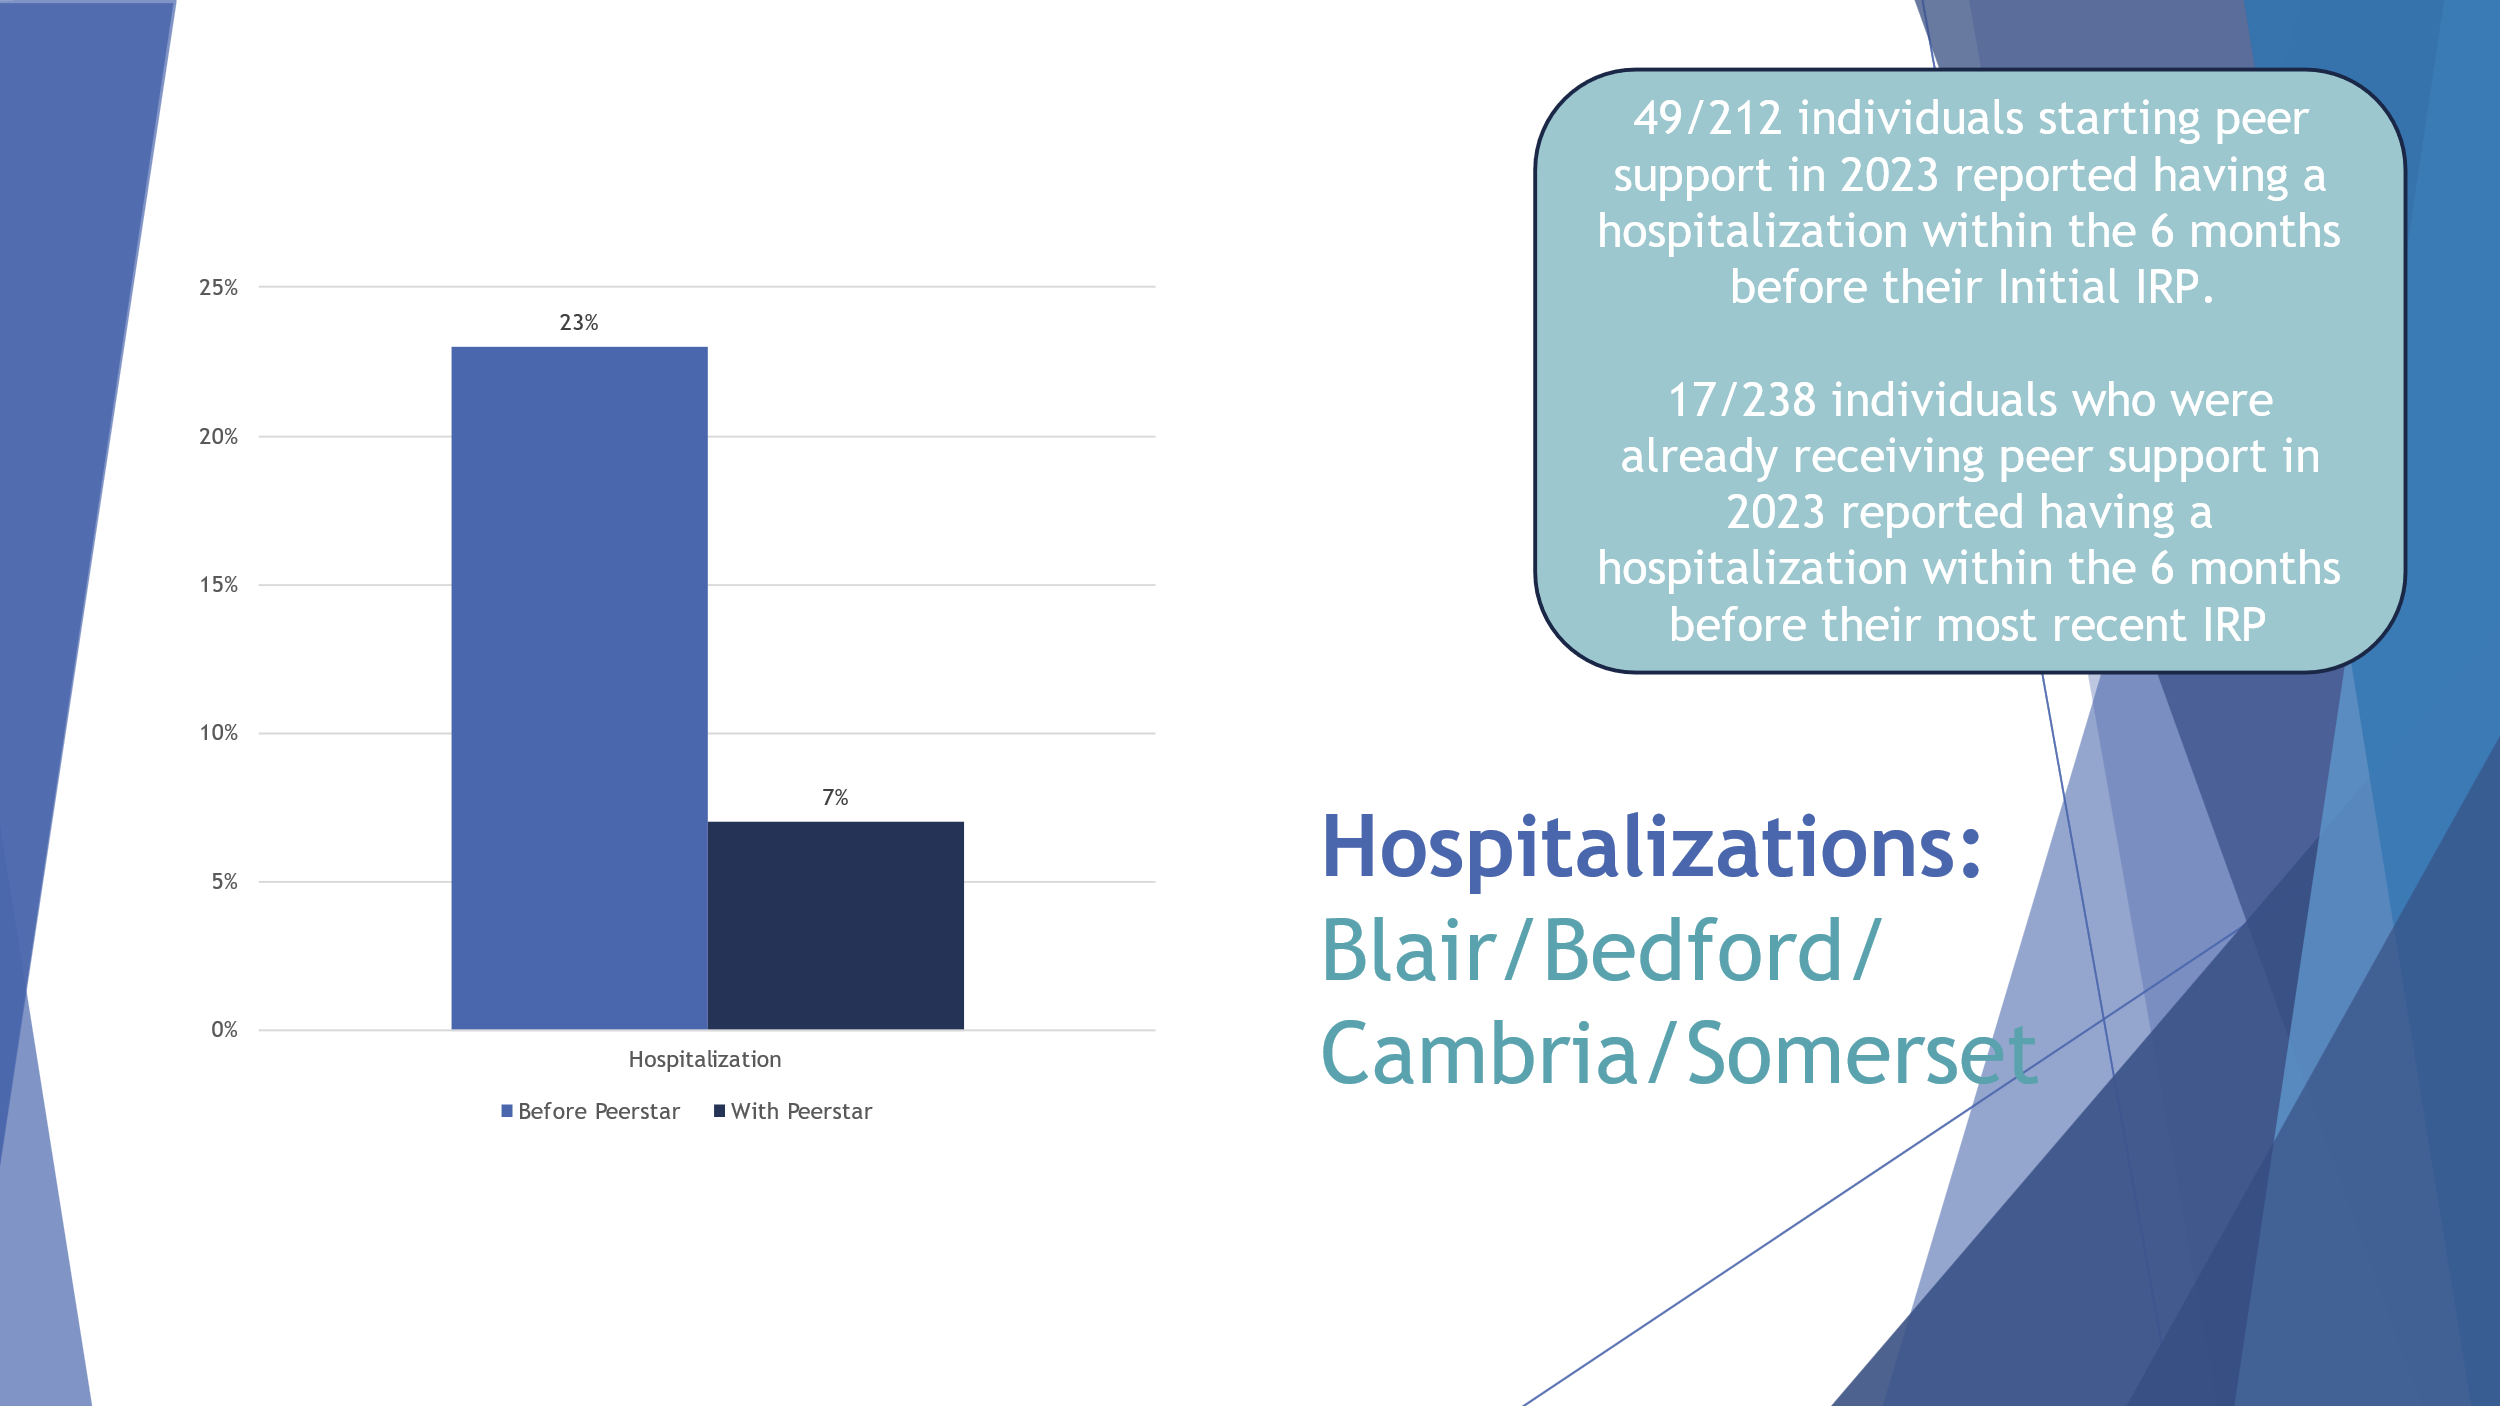 49/212 individuals starting peer
support in 2023 reported having a
hospitalization within the 6 months
before their Initial IRP.
17/238 individuals who were
already receiving peer support in
2023 reported having a
hospitalization within the 6 months
before their most recent IRP
25%
23%
20%
15%
10%
7%
5%
0%
Hospitalization
Before Peerstar With Peerstar
Hospitalizations:
Blair/Bedford/
Cambria/Somerset